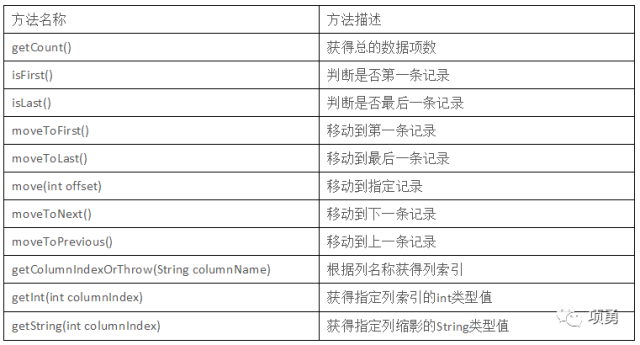 方法名称 方法描述
getCount() 获得总的数据项数
isFirst() 判断是否第一条记录
isLast() 判断是否最后一条记录
moveToFirst() 移动到第一条记录
moveToLast() 移动到最后一条记录
move(int offset) 移动到指定记录
moveToNext() 移动到下一条记录
moveToPrevious() 移动到上一条记录
getColumnIndexOrThrow(String columnName) 根据列名称获得列索引
getInt(int columnIndex) 获得指定列索引的int类型值
getString(int columnIndex) 获得指定列缩影的String类型值
项勇